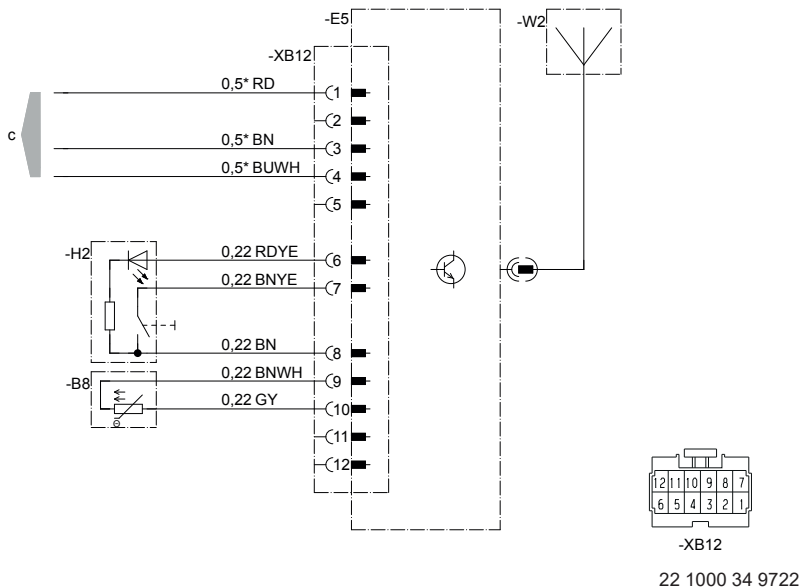 -E5
-W2
-XB12
0,5* RD
1
2
c
0,5* BN
3
0,5* BUWH
4
5
-H2
0,22 RDYE
6
0,22 BNYE
7
0,22 BN
8
-B8
0,22 BNWH
9
0,22 GY
10
11
12
12 11 10 9 8 7
6 5 4 3 2 1
-XB12
22 1000 34 9722